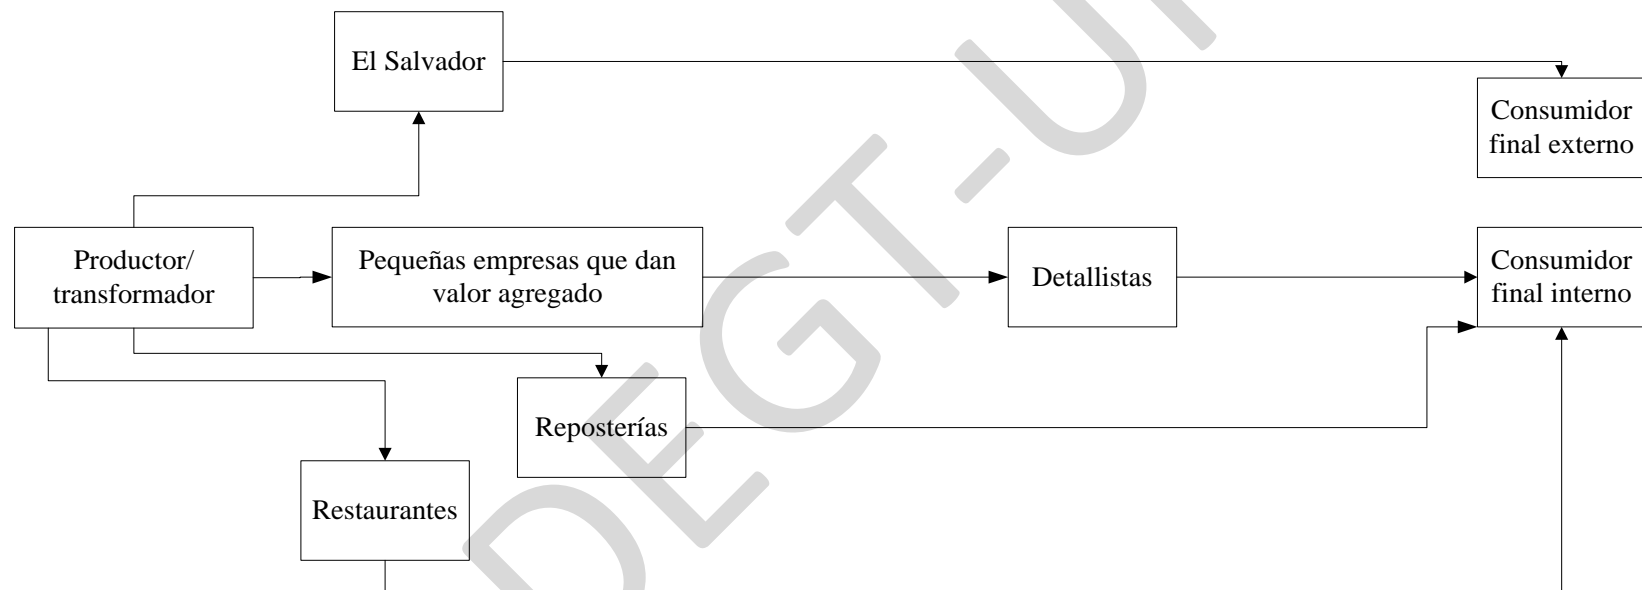 El Salvador
Consumidor
final externo
Productor/
transformador
Pequeñas empresas que dan
valor agregado
Detallistas
Consumidor
final interno
Reposterías
Restaurantes
DEGT-U